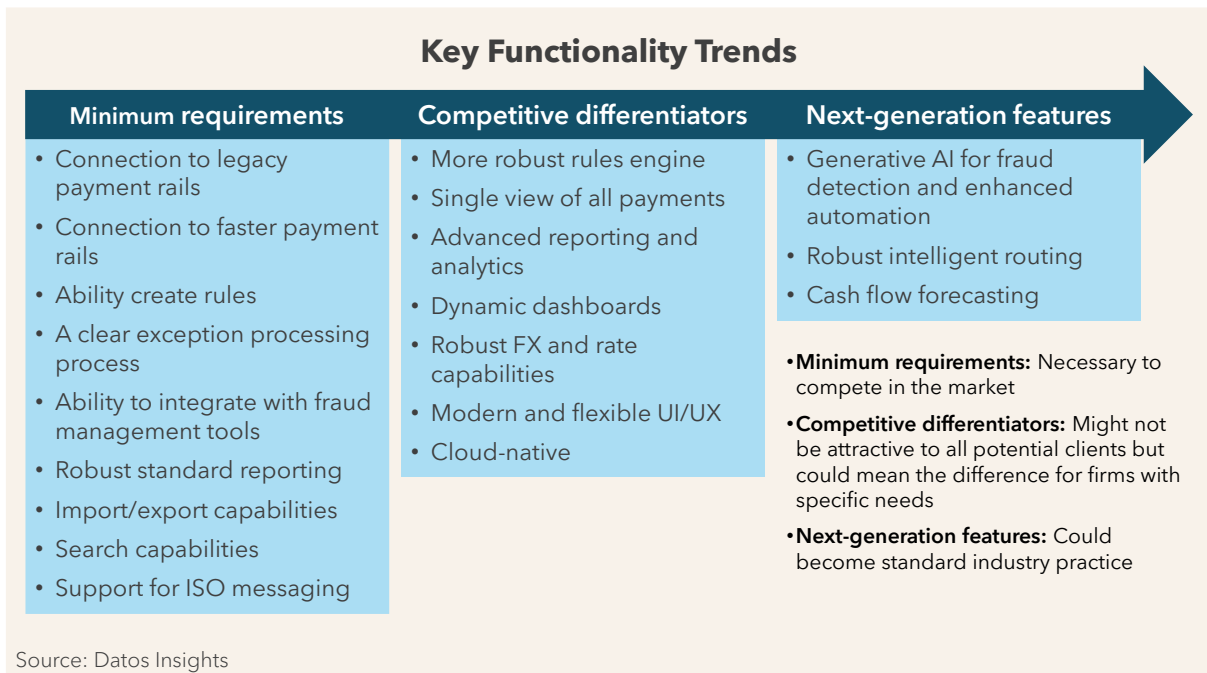 Key Functionality Trends
Minimum requirements
• Connection to legacy
payment rails
• Connection to faster payment
rails
• Ability create rules
• A clear exception processing
process
• Ability to integrate with fraud
management tools
• Robust standard reporting
• Import/export capabilities
• Search capabilities
• Support for ISO messaging
Competitive differentiators
• More robust rules engine
• Single view of all payments
• Advanced reporting and
analytics
• Dynamic dashboards
• Robust FX and rate
capabilities
• Modern and flexible UI/UX
• Cloud-native
Next-generation features
• Generative AI for fraud
detection and enhanced
automation
• Robust intelligent routing
• Cash flow forecasting
•Minimum requirements: Necessary to
compete in the market
•Competitive differentiators: Might not
be attractive to all potential clients but
could mean the difference for firms with
specific needs
•Next-generation features: Could
become standard industry practice
Source: Datos Insights